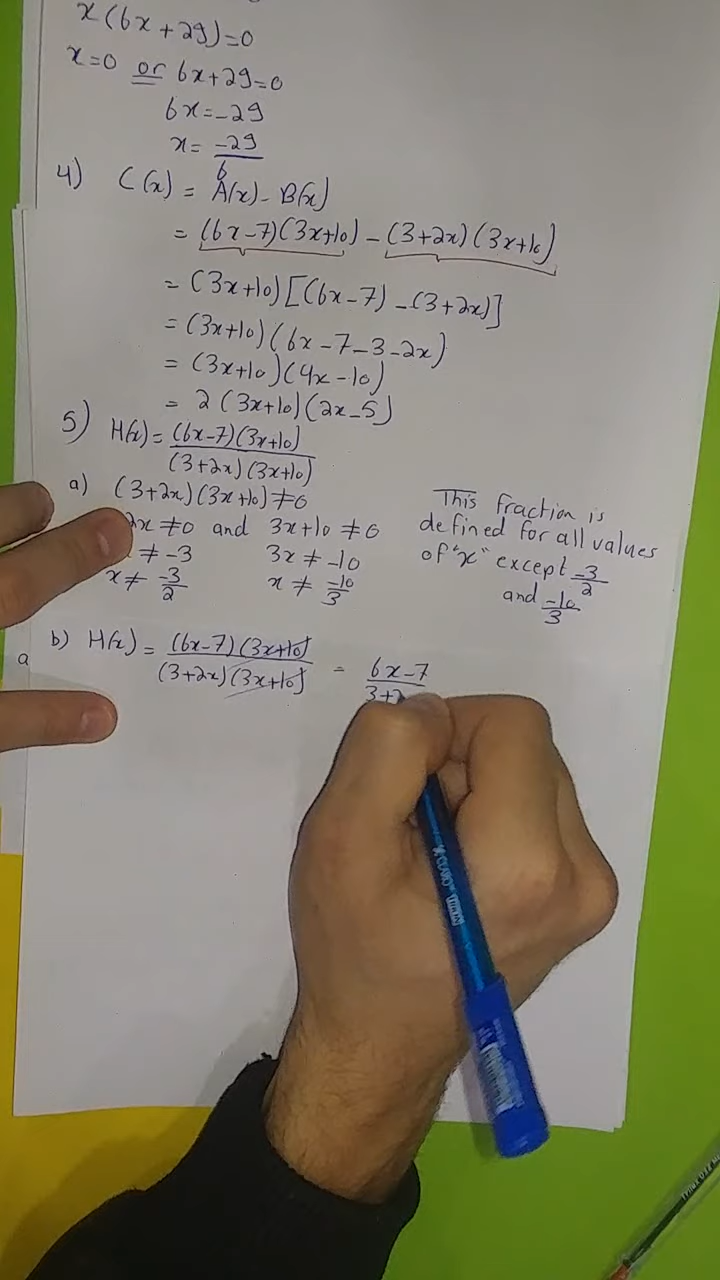 x(6x+29)=0
x=0 or 6x+29=0
6x=-29
x= -29/6
4) C(x) = A(x) - B(x)
= (6x-7)(3x+10) - (3+2x)(3x+10)
= (3x+10)[(6x-7) -(3+2x)]
= (3x+10)(6x-7-3-2x)
= (3x+10)(4x-10)
= 2(3x+10)(2x-5)
5) H(x) = (6x-7)(3x+10)/(3+2x)(3x+10)
a) (3+2x)(3x+10)≠0
2x≠0 and 3x+10≠0
≠-3 3x≠-10
x≠ -3/2 x≠ -10/3
This fraction is
defined for all values
of "x" except -3/2
and -10/3
b) H(x) = (6x-7)(3x+10)/(3+2x)(3x+10) = 6x-7/3+2
a